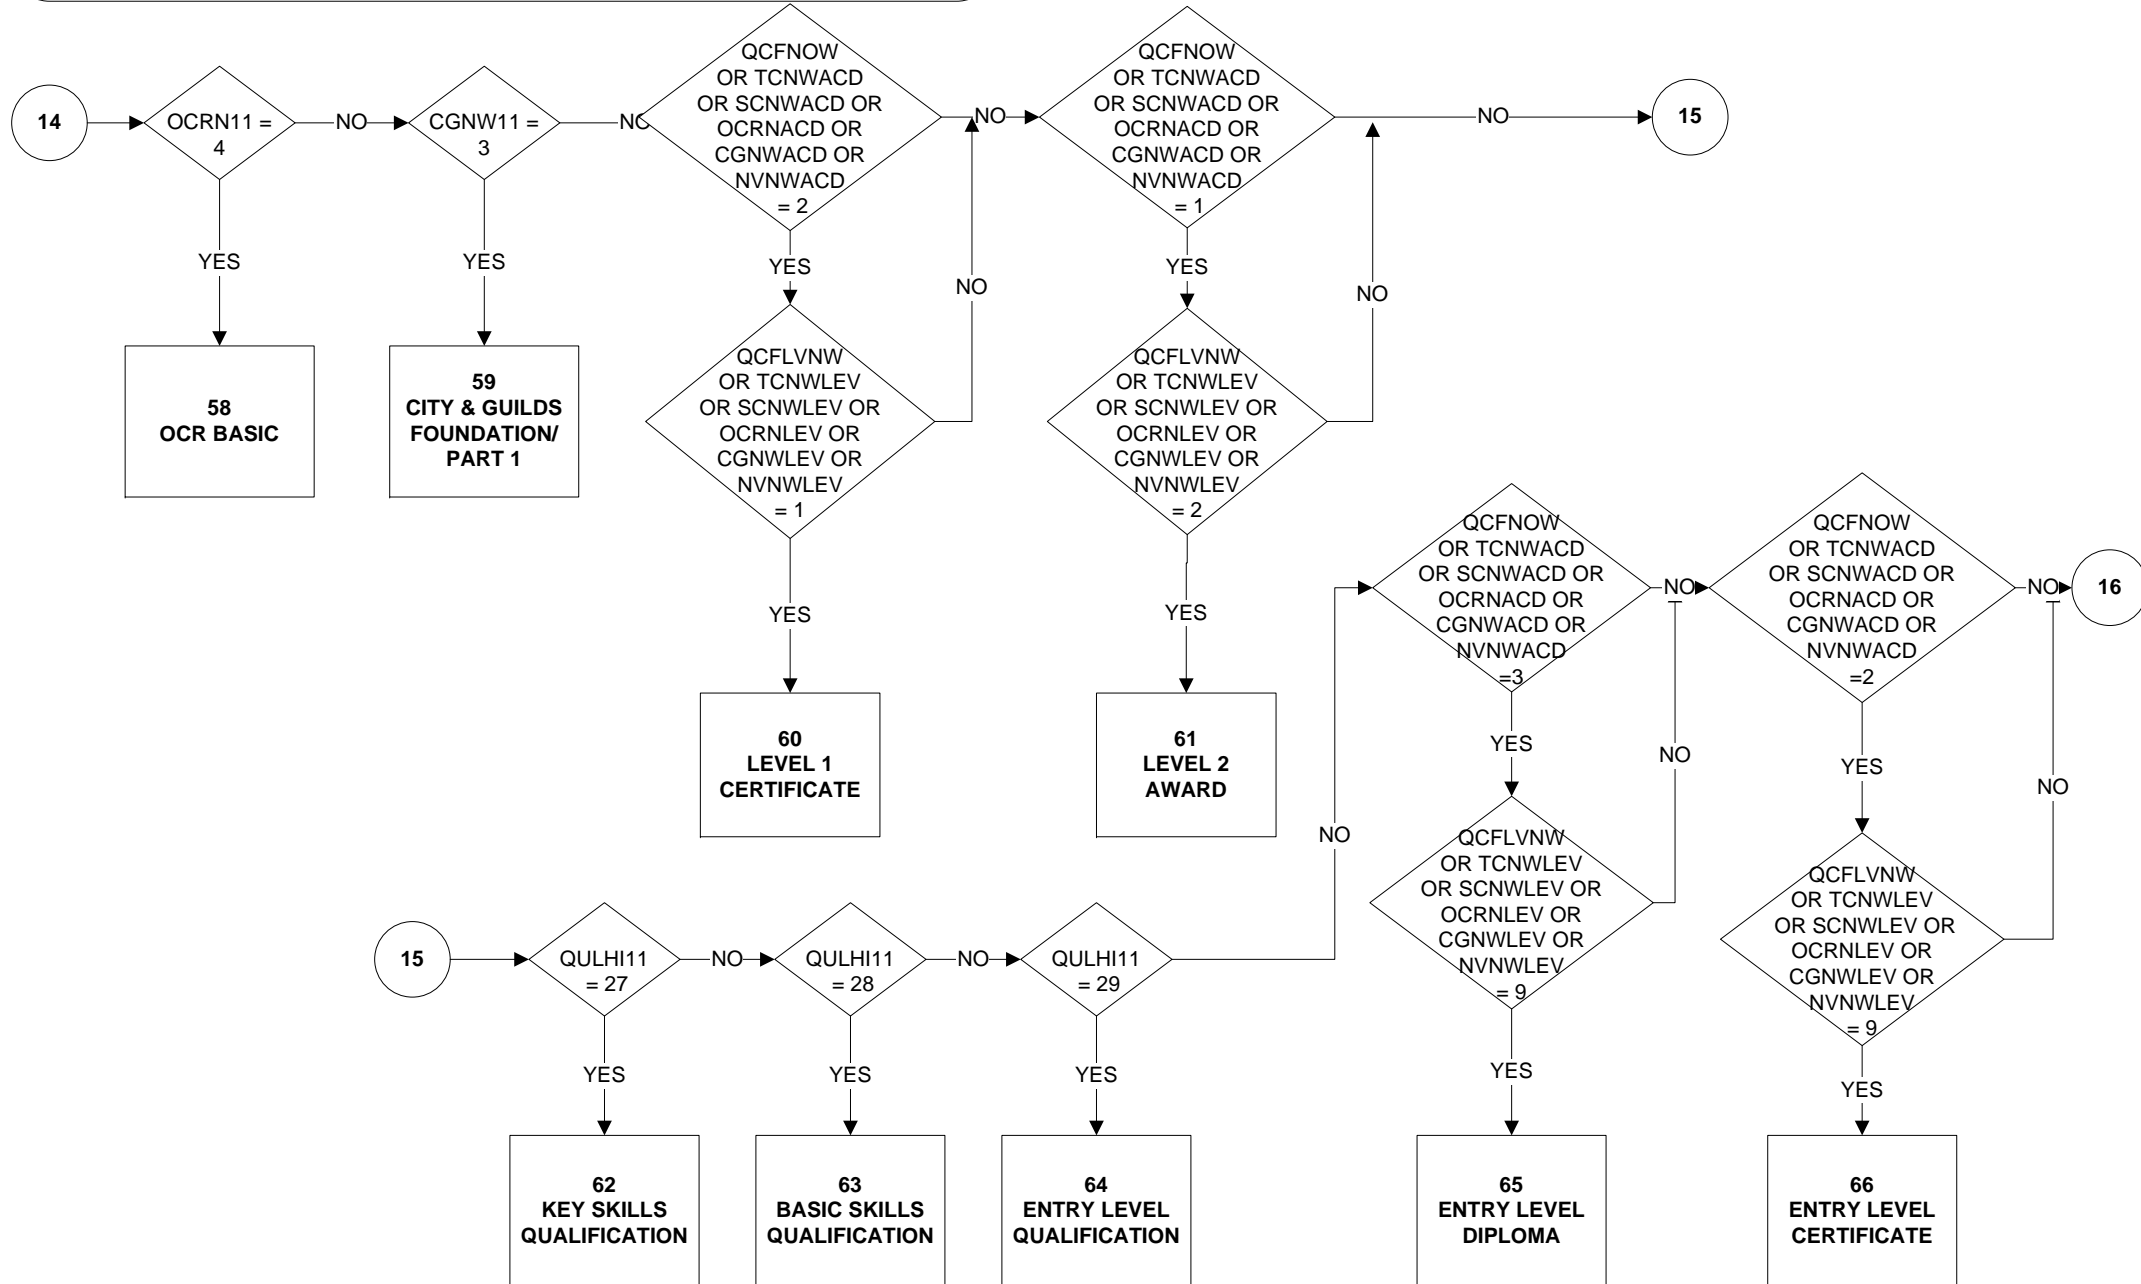 14
OCRN11 =
4
NO
CGNW11 =
3
NO
QCFNOW
OR TCNWACD
OR SCNWACD OR
OCRNACD OR
CGNWACD OR
NVNWACD
= 2
NO
QCFNOW
OR TCNWACD
OR SCNWACD OR
OCRNACD OR
CGNWACD OR
NVNWACD
= 1
NO
15
YES
YES
YES
NO
YES
NO
58
OCR BASIC
59
CITY & GUILDS
FOUNDATION/
PART 1
QCFLVNW
OR TCNWLEV
OR SCNWLEV OR
OCRNLEV OR
CGNWLEV OR
NVNWLEV
= 1
QCFLVNW
OR TCNWLEV
OR SCNWLEV OR
OCRNLEV OR
CGNWLEV OR
NVNWLEV
= 2
YES
YES
60
LEVEL 1
CERTIFICATE
61
LEVEL 2
AWARD
15
QULHI11
= 27
NO
QULHI11
= 28
NO
QULHI11
= 29
NO
QCFNOW
OR TCNWACD
OR SCNWACD OR
OCRNACD OR
CGNWACD OR
NVNWACD
=3
NO
QCFNOW
OR TCNWACD
OR SCNWACD OR
OCRNACD OR
CGNWACD OR
NVNWACD
=2
NO
16
YES
NO
YES
NO
QCFLVNW
OR TCNWLEV
OR SCNWLEV OR
OCRNLEV OR
CGNWLEV OR
NVNWLEV
= 9
QCFLVNW
OR TCNWLEV
OR SCNWLEV OR
OCRNLEV OR
CGNWLEV OR
NVNWLEV
= 9
YES
YES
YES
YES
YES
62
KEY SKILLS
QUALIFICATION
63
BASIC SKILLS
QUALIFICATION
64
ENTRY LEVEL
QUALIFICATION
65
ENTRY LEVEL
DIPLOMA
66
ENTRY LEVEL
CERTIFICATE